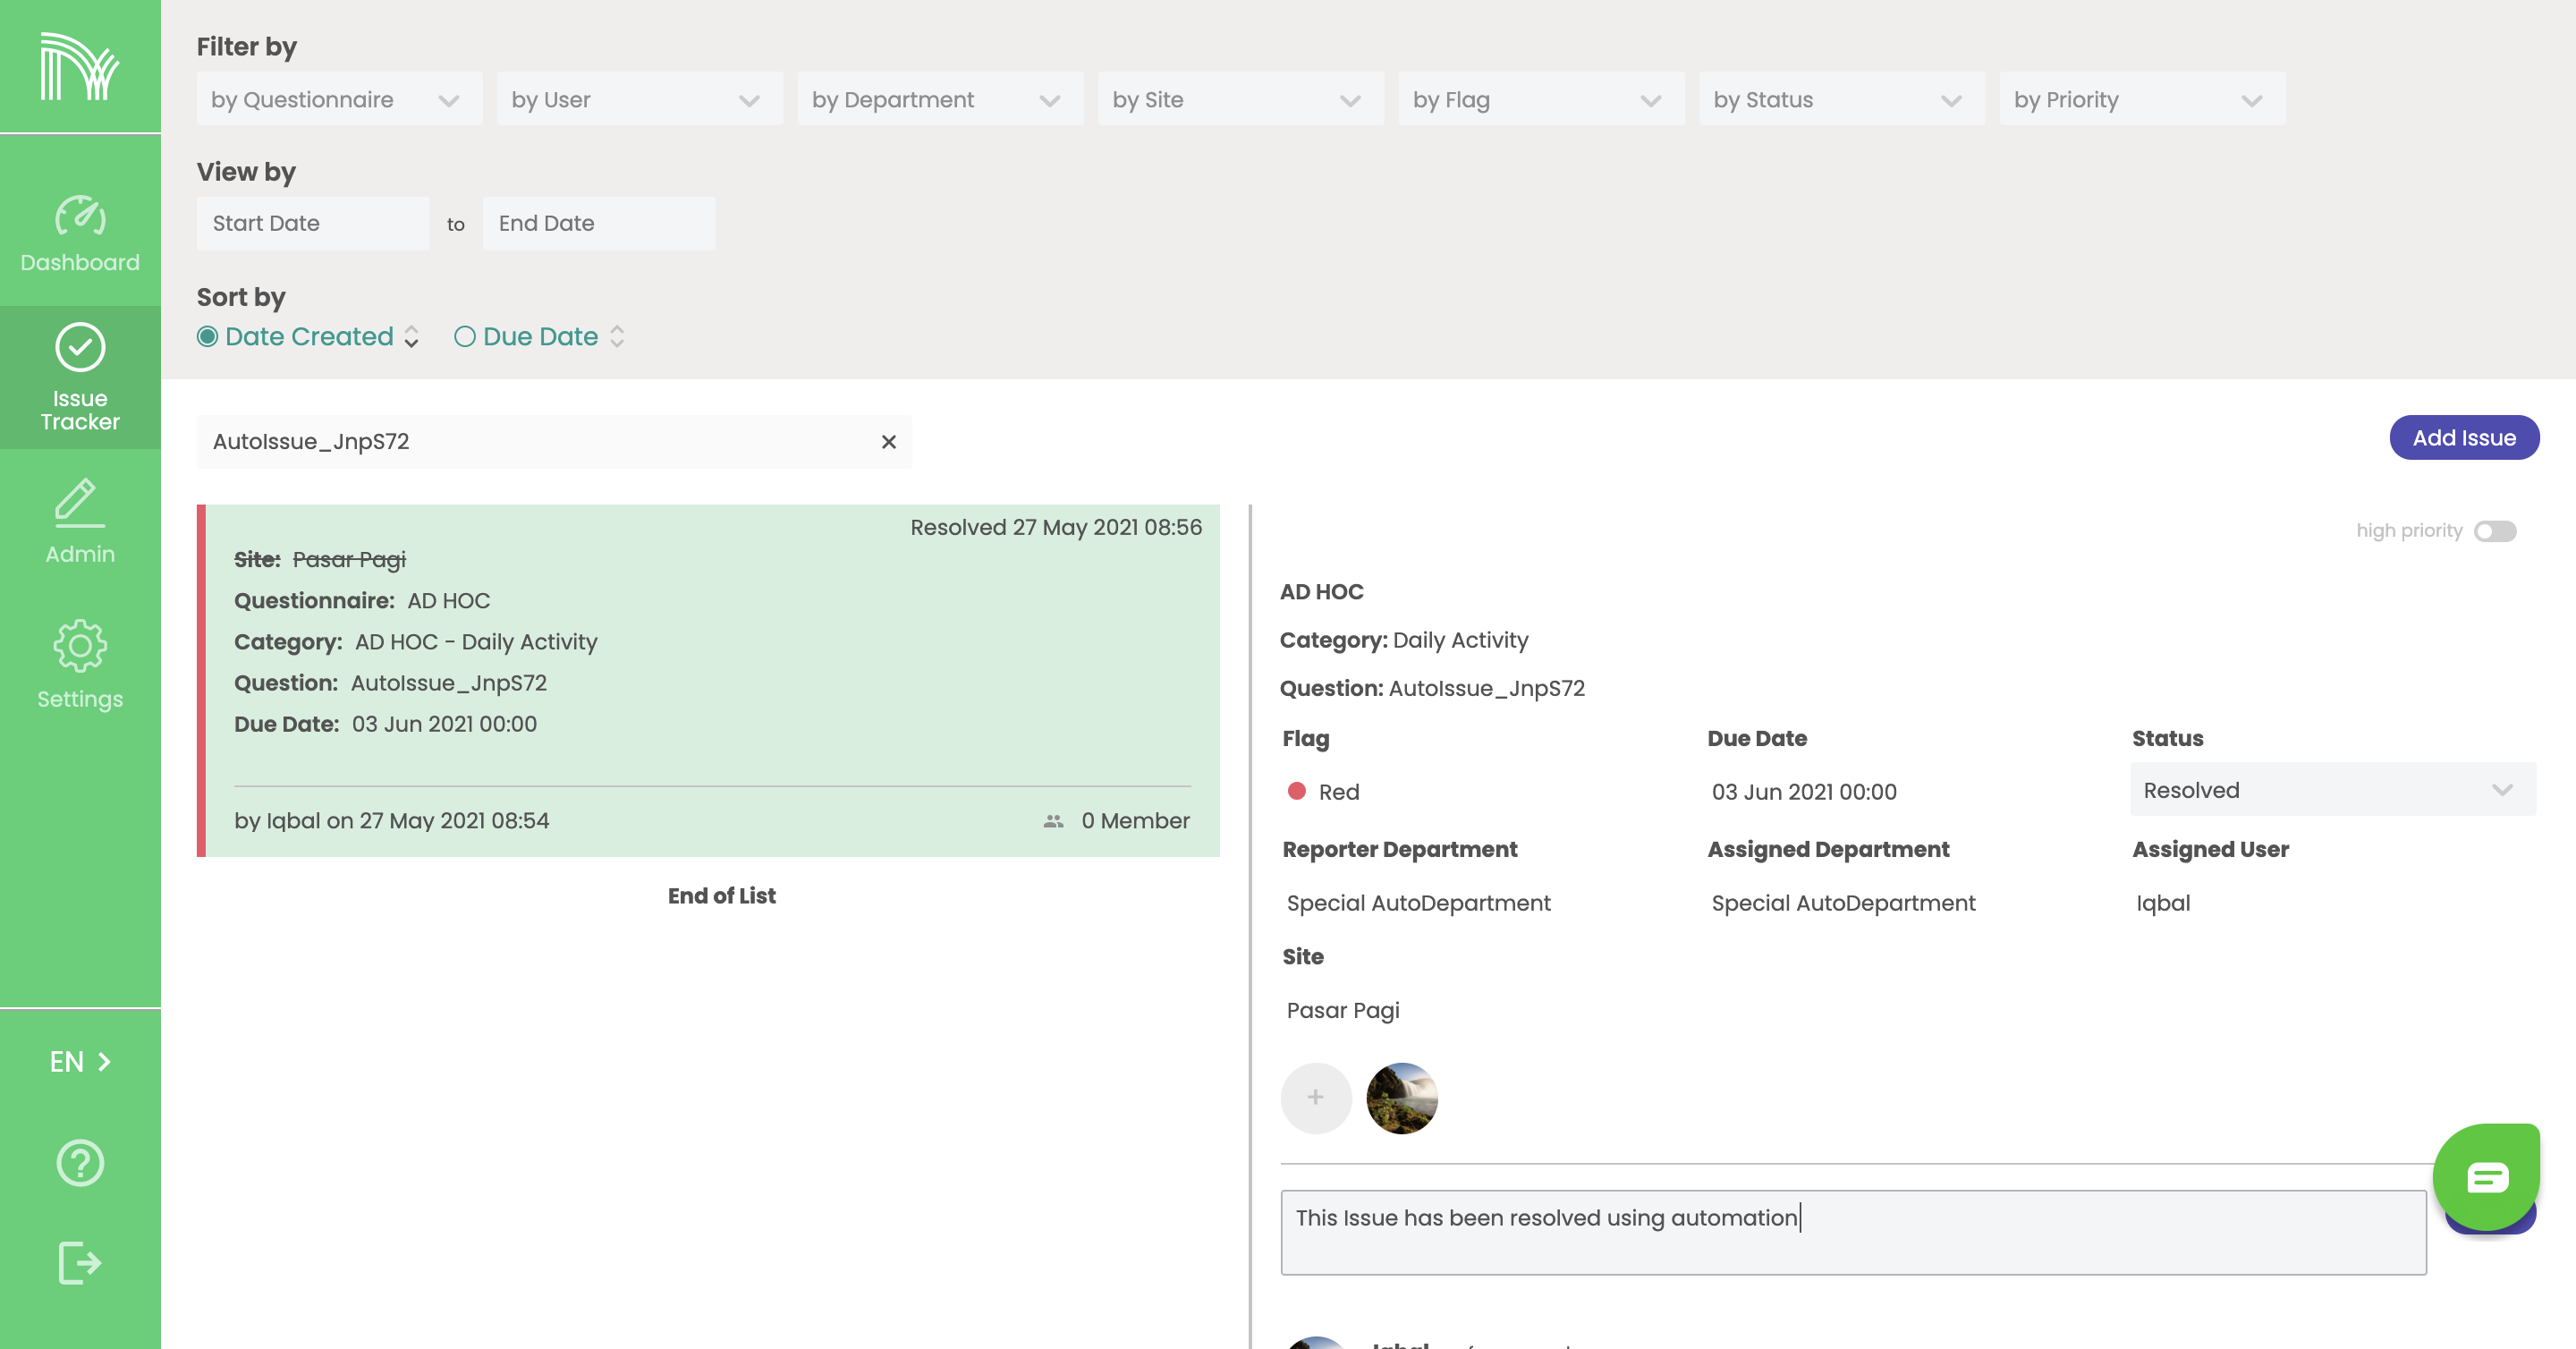 Filter by
by Questionnaire
by User
by Department
by Site
by Flag
by Status
by Priority
View by
Start Date
to
End Date
Sort by
Date Created
Due Date
Dashboard
Issue
Tracker
Admin
Settings
EN
AutoIssue_JnpS72
Add Issue
Resolved 27 May 2021 08:56
Site: Pasar Pagi
Questionnaire: AD HOC
Category: AD HOC - Daily Activity
Question: AutoIssue_JnpS72
Due Date: 03 Jun 2021 00:00
by Iqbal on 27 May 2021 08:54
0 Member
End of List
high priority
AD HOC
Category: Daily Activity
Question: AutoIssue_JnpS72
Flag
Due Date
Status
Red
03 Jun 2021 00:00
Resolved
Reporter Department
Assigned Department
Assigned User
Special AutoDepartment
Special AutoDepartment
Iqbal
Site
Pasar Pagi
This Issue has been resolved using automation
Iqbal